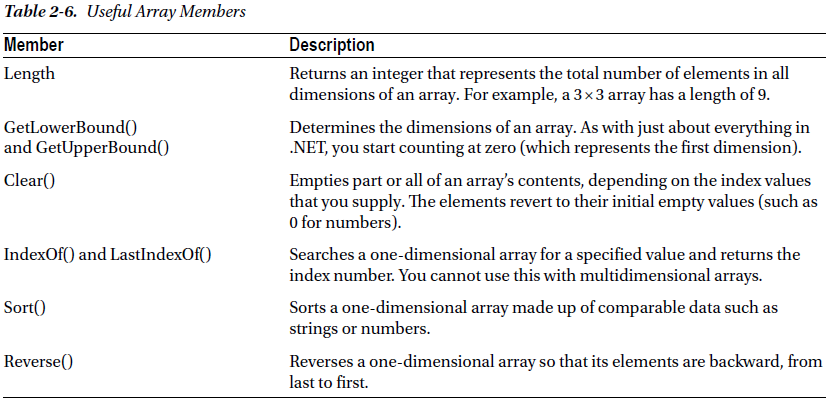 Table 2-6. Useful Array Members
Member Description
Length Returns an integer that represents the total number of elements in all
dimensions of an array. For example, a 3×3 array has a length of 9.
GetLowerBound() Determines the dimensions of an array. As with just about everything in
and GetUpperBound() .NET, you start counting at zero (which represents the first dimension).
Clear() Empties part or all of an array’s contents, depending on the index values
that you supply. The elements revert to their initial empty values (such as
0 for numbers).
IndexOf() and LastIndexOf() Searches a one-dimensional array for a specified value and returns the
index number. You cannot use this with multidimensional arrays.
Sort() Sorts a one-dimensional array made up of comparable data such as
strings or numbers.
Reverse() Reverses a one-dimensional array so that its elements are backward, from
last to first.